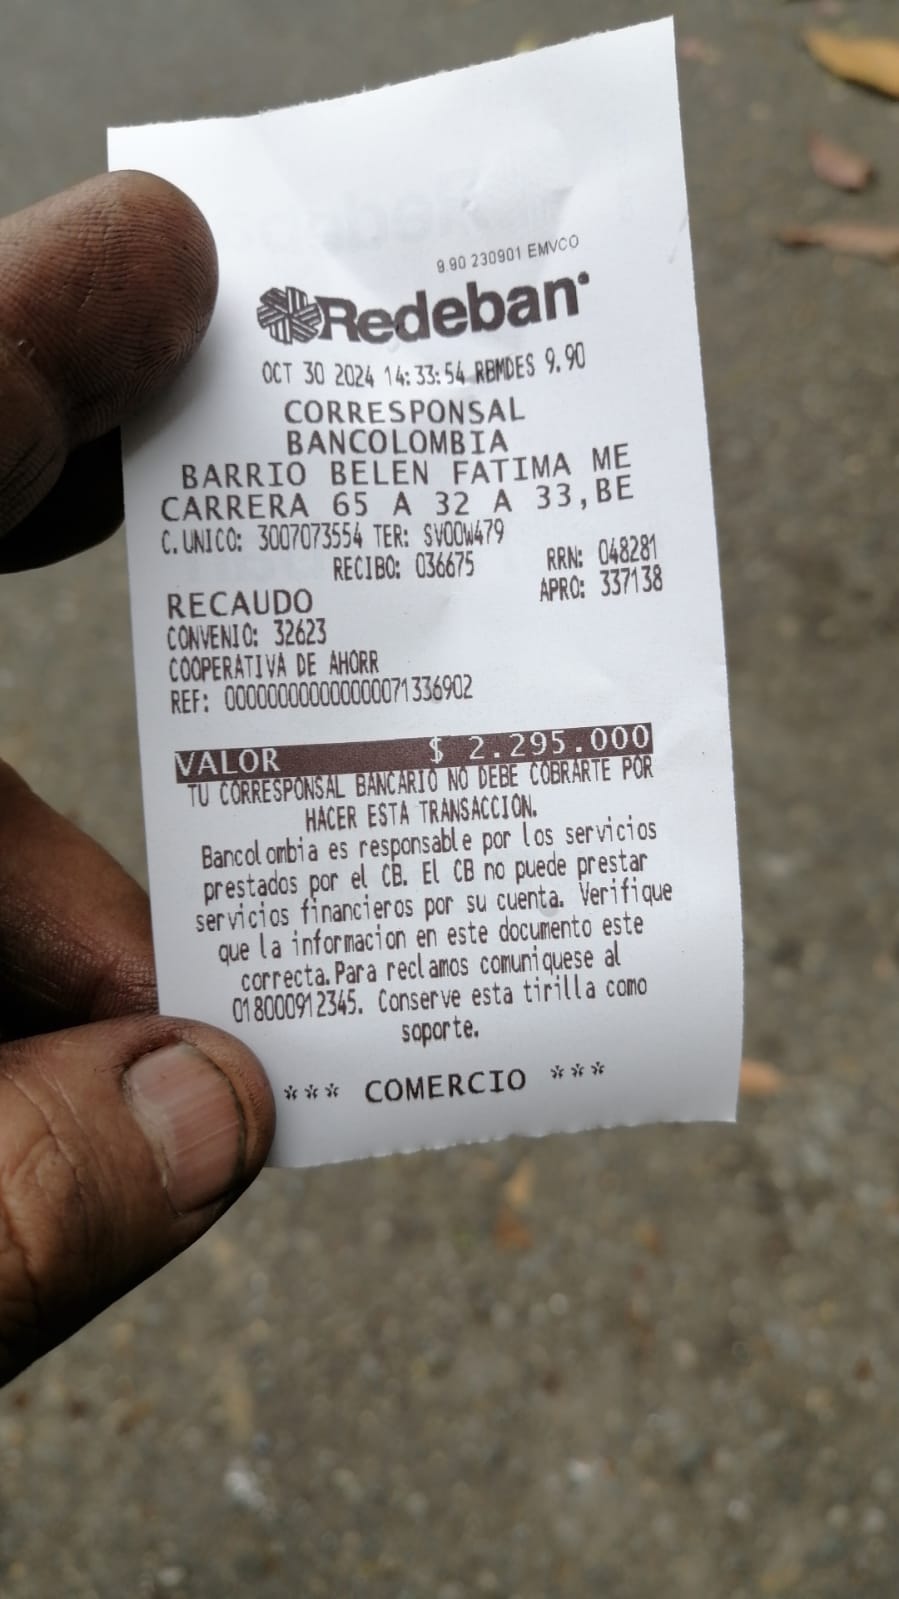 9.90 230901 EMVCO
Redeban
OCT 30 2024 14:33:54 RBMDES 9.90
CORRESPONSAL
BANCOLOMBIA
BARRIO BELEN FATIMA ME
CARRERA 65 A 32 A 33,BE
C.UNICO: 3007073554 TER: SV00W479
RECIBO: 036675 RRN: 048281
RECAUDO APRO: 337138
CONVENIO: 32623
COOPERATIVA DE AHORR
REF: 000000000000000071336902
VALOR $ 2.295.000
TU CORRESPONSAL BANCARIO NO DEBE COBRARTE POR
HACER ESTA TRANSACCION.
Bancolombia es responsable por los servicios
prestados por el CB. El CB no puede prestar
servicios financieros por su cuenta. Verifique
que la informacion en este documento este
correcta.Para reclamos comuniquese al
018000912345. Conserve esta tirilla como
soporte.
*** COMERCIO ***